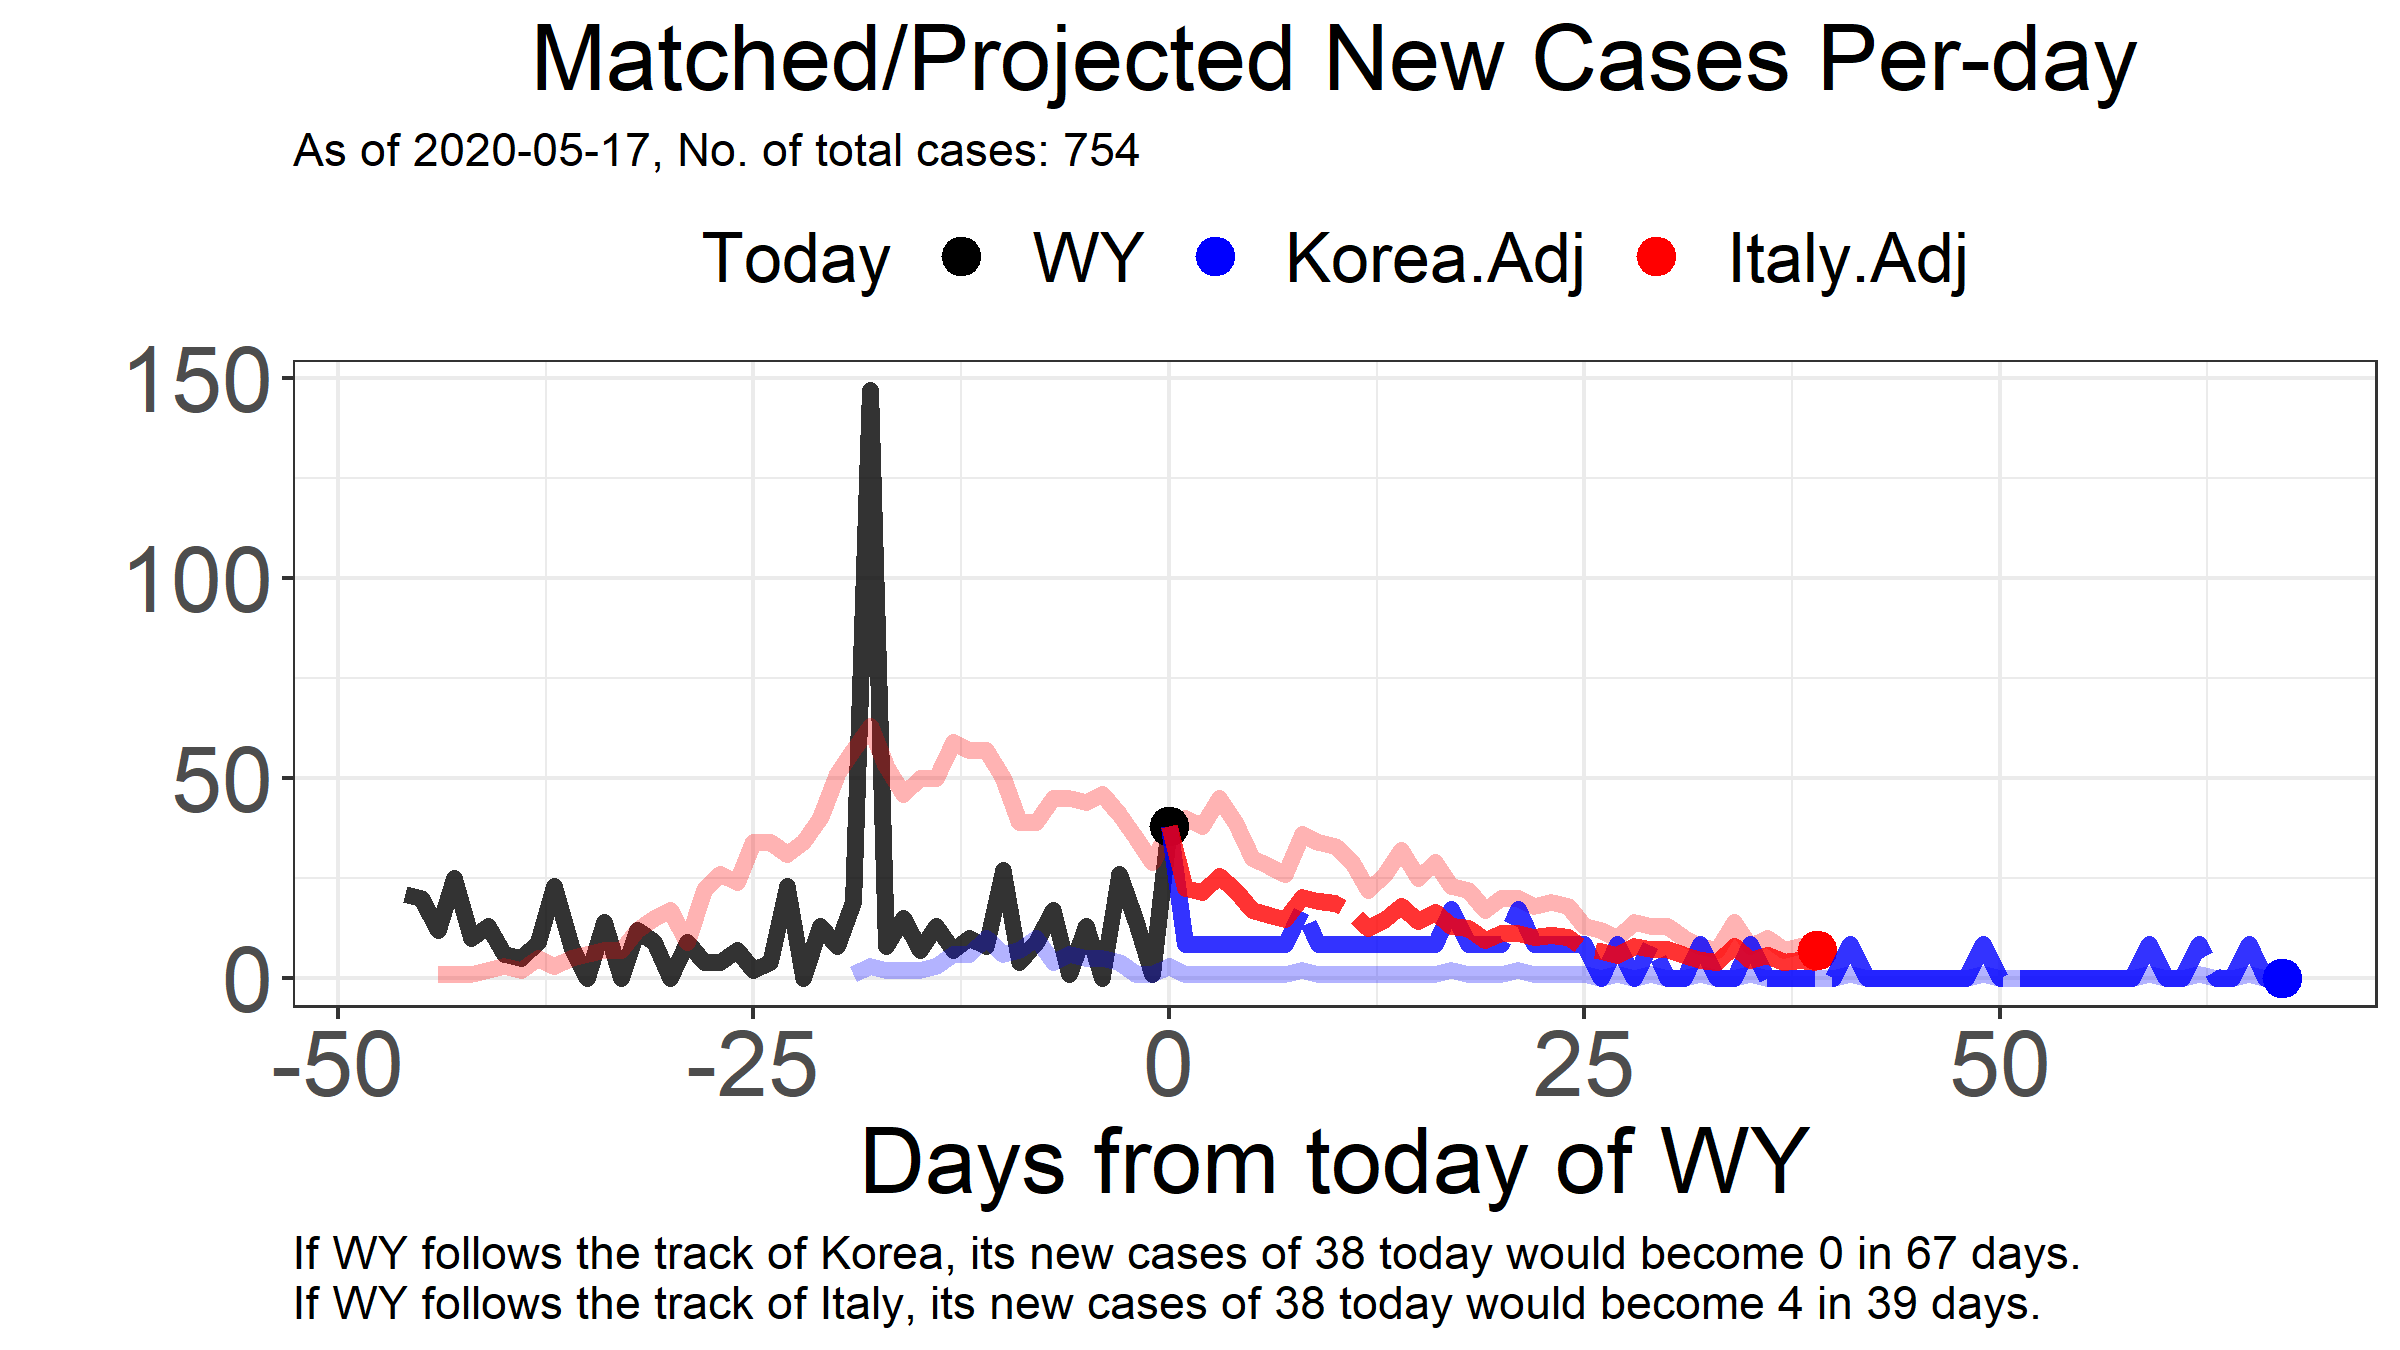 Matched/Projected New Cases Per-day
As of 2020-05-17, No. of total cases: 754
Today WY Korea.Adj Italy.Adj
150
100
50
0
-50 -25 0 25 50
Days from today of WY
If WY follows the track of Korea, its new cases of 38 today would become 0 in 67 days.
If WY follows the track of Italy, its new cases of 38 today would become 4 in 39 days.